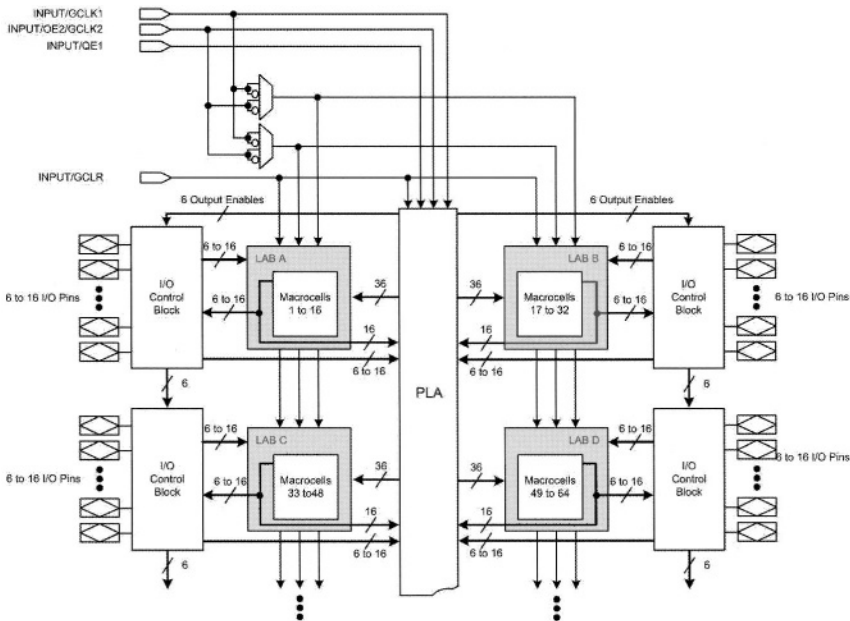 INPUT/GCLK1
INPUT/OE2/GCLK2
INPUT/OE1
INPUT/GCLR
6 Output Enables
6 Output Enables
I/O
Control
Block
6 to 16
LAB A
Macrocells
1 to 16
6 to 16
36
16
6 to 16
6 to 16 I/O Pins
6
36
LAB B
Macrocells
17 to 32
6 to 16
6 to 16
16
6 to 16
I/O
Control
Block
6 to 16 I/O Pins
6
PLA
I/O
Control
Block
6 to 16
LAB C
Macrocells
33 to48
6 to 16
36
16
6 to 16
6 to 16 I/O Pins
6
36
LAB D
Macrocells
49 to 64
6 to 16
6 to 16
16
6 to 16
I/O
Control
Block
6 to 16 I/O Pins
6